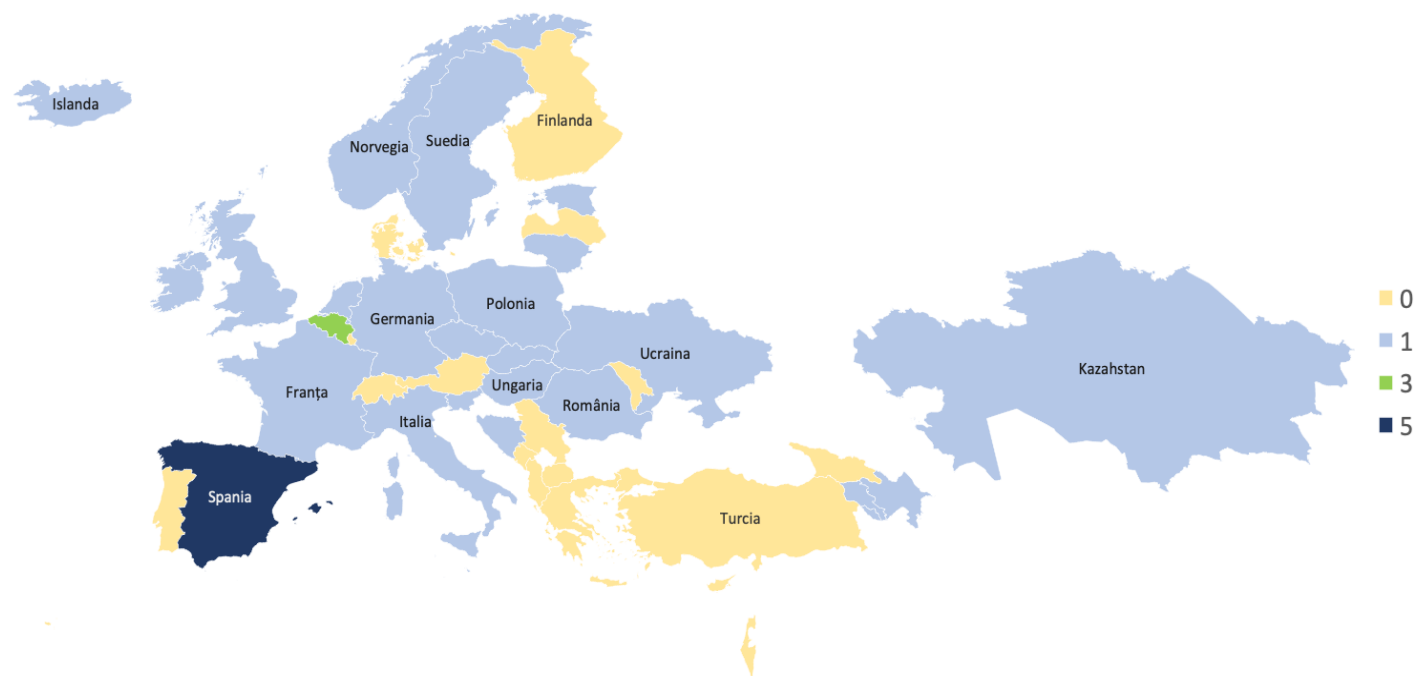 Islanda
Norvegia
Suedia
Finlanda
Germania
Polonia
Ucraina
Franța
Ungaria
România
Italia
Spania
Turcia
Kazahstan
0
1
3
5